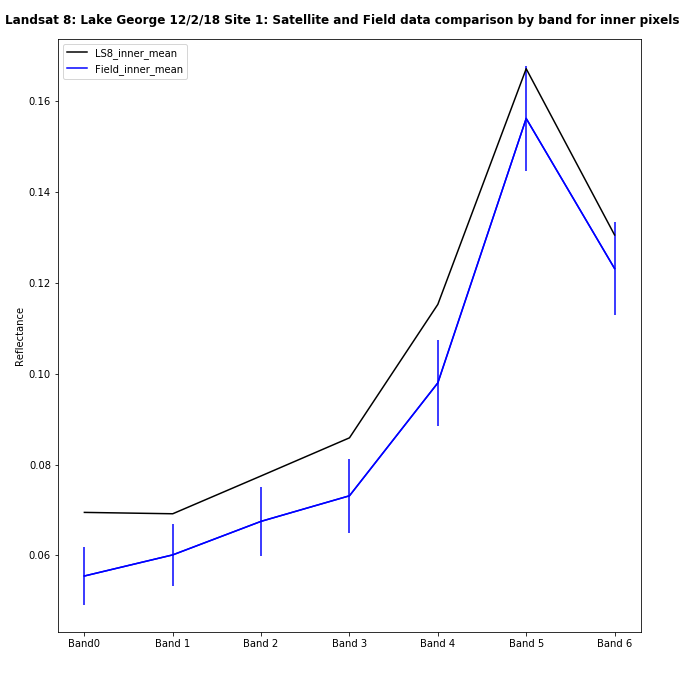 Landsat 8: Lake George 12/2/18 Site 1: Satellite and Field data comparison by band for inner pixels
LS8_inner_mean
Field_inner_mean
Reflectance
0.16
0.14
0.12
0.10
0.08
0.06
Band0 Band 1 Band 2 Band 3 Band 4 Band 5 Band 6